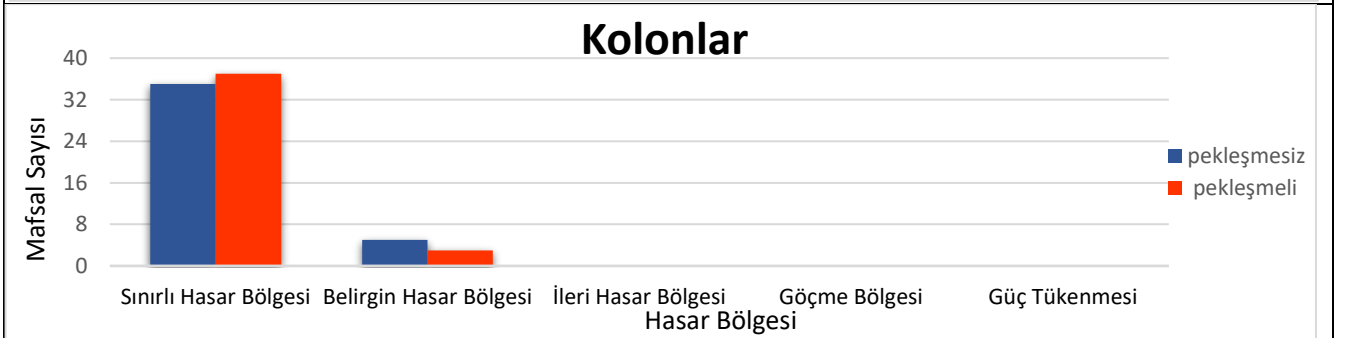 Kolonlar
40
32
24
16
8
0
Mafsal Sayısı
Sınırlı Hasar Bölgesi Belirgin Hasar Bölgesi İleri Hasar Bölgesi Göçme Bölgesi Güç Tükenmesi
Hasar Bölgesi
pekleşmesiz
pekleşmeli